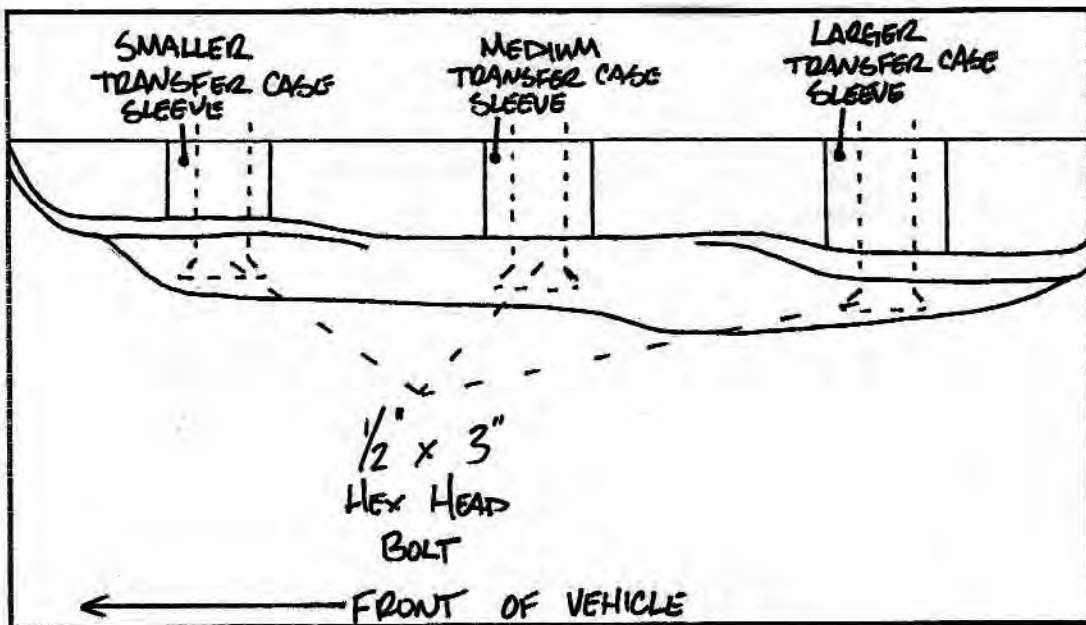 SMALLER
TRANSFER CASE
SLEEVE
MEDIUM
TRANSFER CASE
SLEEVE
LARGER
TRANSFER CASE
SLEEVE
1/2" x 3"
HEX HEAD
BOLT
FRONT OF VEHICLE